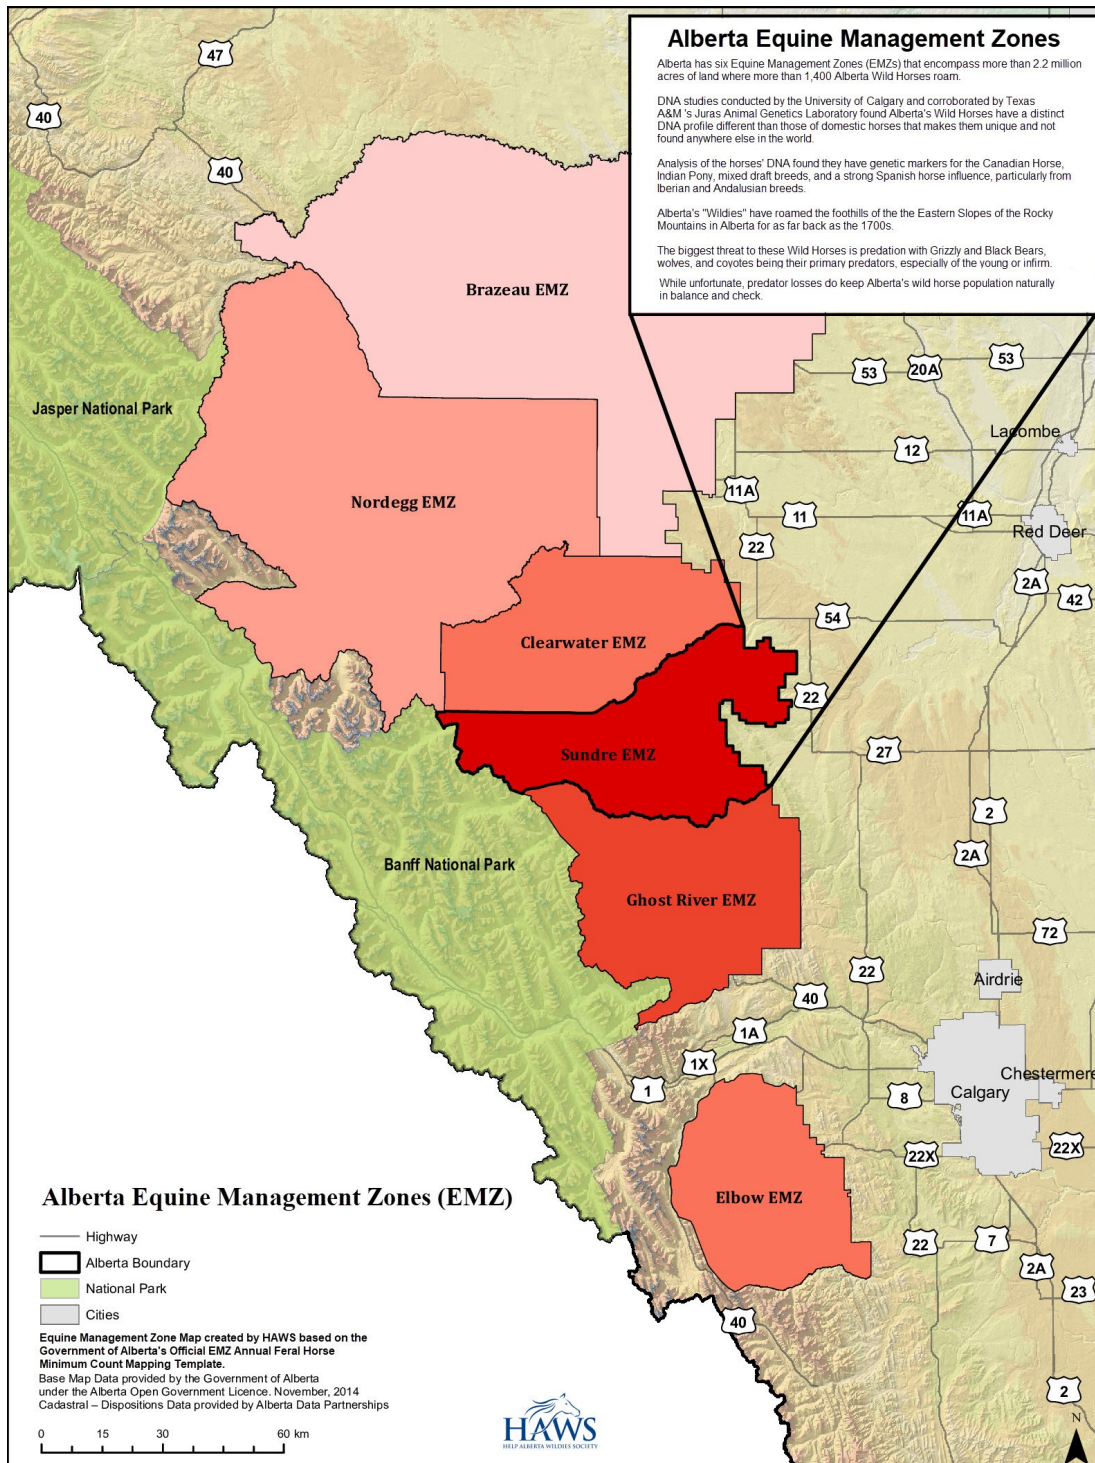 Alberta Equine Management Zones
Alberta has six Equine Management Zones (EMZs) that encompass more than 2.2 million
acres of land where more than 1,400 Alberta Wild Horses roam.
DNA studies conducted by the University of Calgary and corroborated by Texas
A&M 's Juras Animal Genetics Laboratory found Alberta's Wild Horses have a distinct
DNA profile different than those of domestic horses that makes them unique and not
found anywhere else in the world.
Analysis of the horses' DNA found they have genetic markers for the Canadian Horse,
Indian Pony, mixed draft breeds, and a strong Spanish horse influence, particularly from
Iberian and Andalusian breeds.
Alberta's "Wildies" have roamed the foothills of the the Eastern Slopes of the Rocky
Mountains in Alberta for as far back as the 1700s.
The biggest threat to these Wild Horses is predation with Grizzly and Black Bears,
wolves, and coyotes being their primary predators, especially of the young or infirm.
While unfortunate, predator losses do keep Alberta's wild horse population naturally
in balance and check.
47
40
40
Brazeau EMZ
53
20A
53
Jasper National Park
Lacombe
12
Nordegg EMZ
11A
11
11A
Red Deer
22
2A
42
54
Clearwater EMZ
22
Sundre EMZ
27
2
2A
Banff National Park
Ghost River EMZ
72
22
Airdrie
40
1A
1X
1
Chestermere
Calgary
8
22X
22X
Elbow EMZ
22
7
2A
23
40
2
Alberta Equine Management Zones (EMZ)
Highway
Alberta Boundary
National Park
Cities
Equine Management Zone Map created by HAWS based on the
Government of Alberta's Official EMZ Annual Feral Horse
Minimum Count Mapping Template.
Base Map Data provided by the Government of Alberta
under the Alberta Open Government Licence. November, 2014
Cadastral – Dispositions Data provided by Alberta Data Partnerships
0 15 30 60 km
HAWS
HELP ALBERTA WILDIES SOCIETY
N